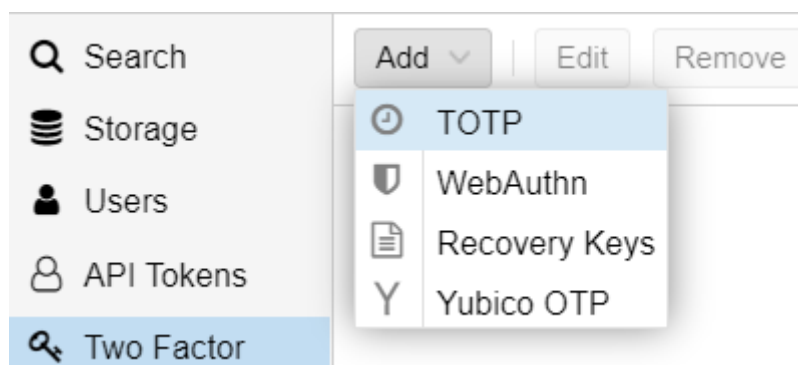 Search
Storage
Users
API Tokens
Two Factor
Add
Edit
Remove
TOTP
WebAuthn
Recovery Keys
Yubico OTP